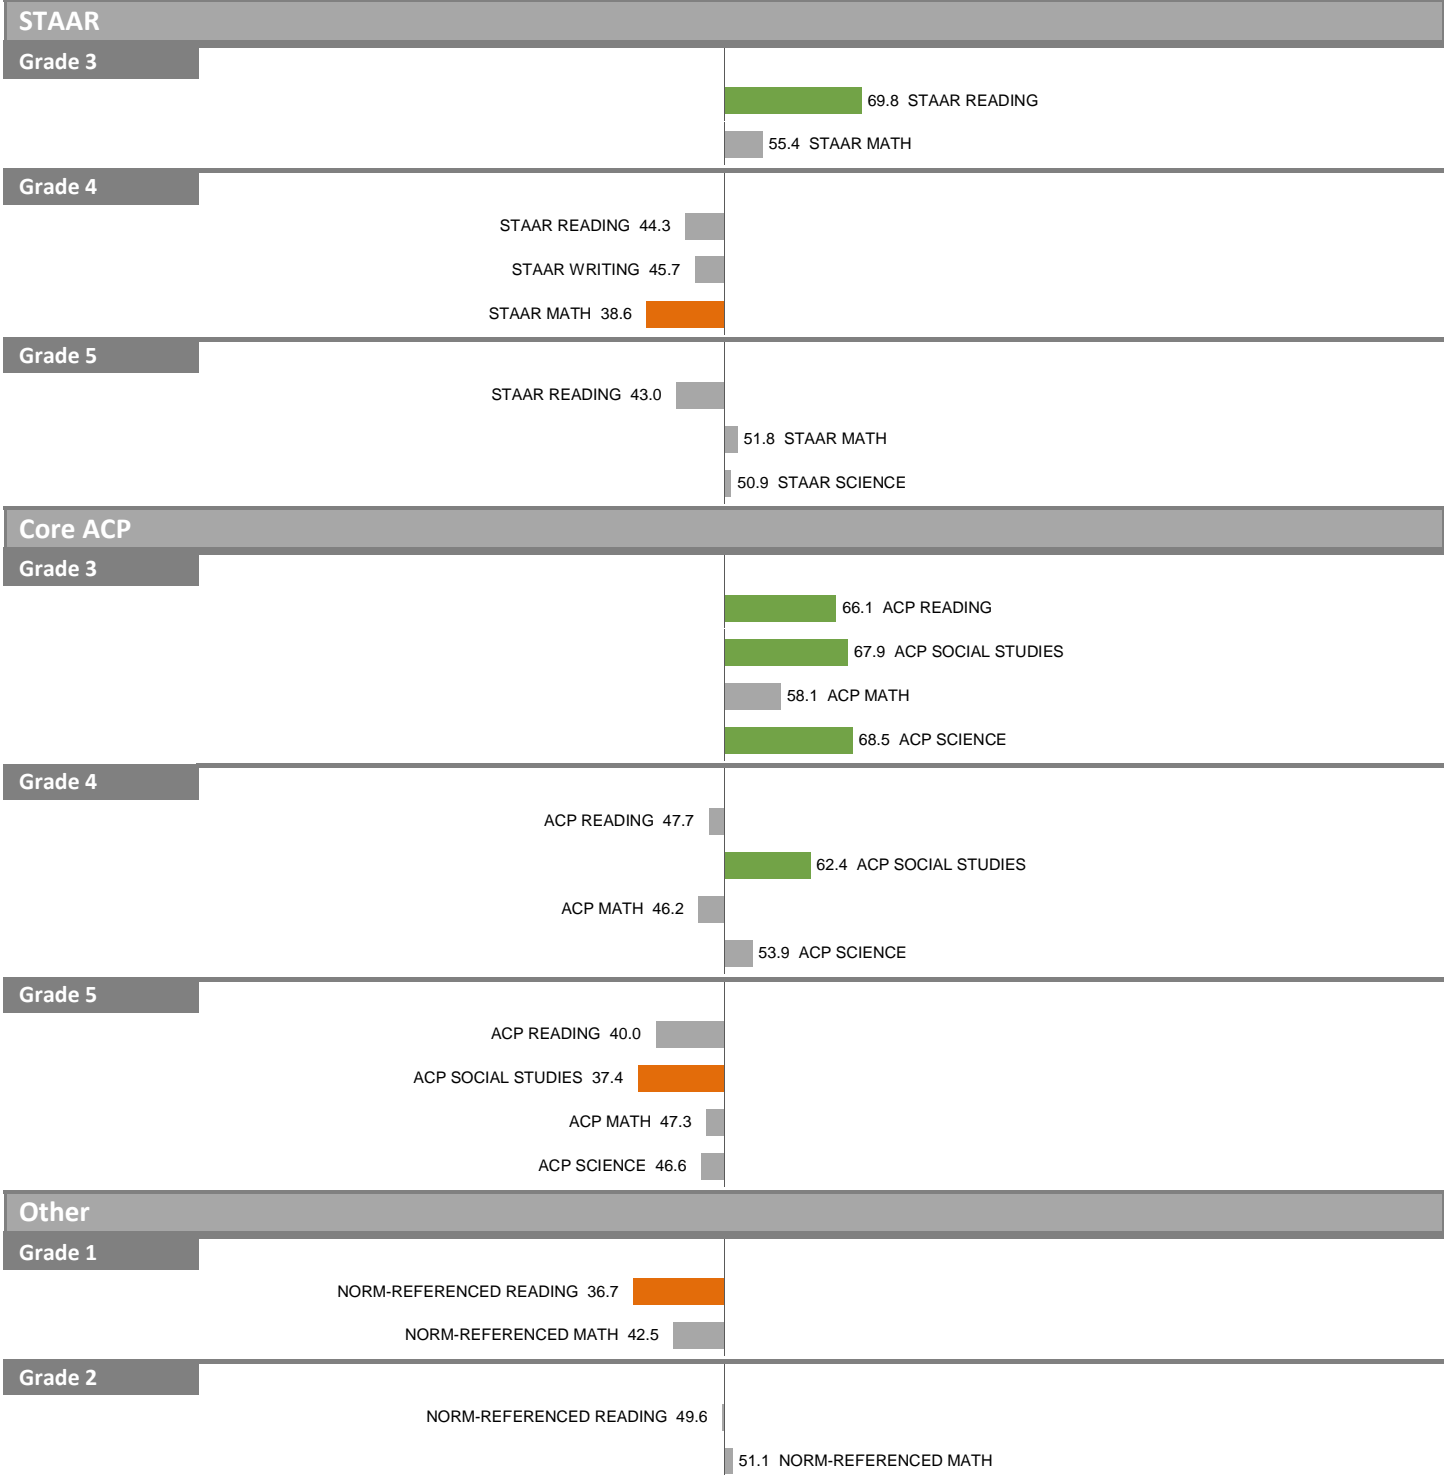 STAAR
Grade 3
69.8 STAAR READING
55.4 STAAR MATH
Grade 4
STAAR READING 44.3
STAAR WRITING 45.7
STAAR MATH 38.6
Grade 5
STAAR READING 43.0
51.8 STAAR MATH
50.9 STAAR SCIENCE
Core ACP
Grade 3
66.1 ACP READING
67.9 ACP SOCIAL STUDIES
58.1 ACP MATH
68.5 ACP SCIENCE
Grade 4
ACP READING 47.7
62.4 ACP SOCIAL STUDIES
ACP MATH 46.2
53.9 ACP SCIENCE
Grade 5
ACP READING 40.0
ACP SOCIAL STUDIES 37.4
ACP MATH 47.3
ACP SCIENCE 46.6
Other
Grade 1
NORM-REFERENCED READING 36.7
NORM-REFERENCED MATH 42.5
Grade 2
NORM-REFERENCED READING 49.6
51.1 NORM-REFERENCED MATH